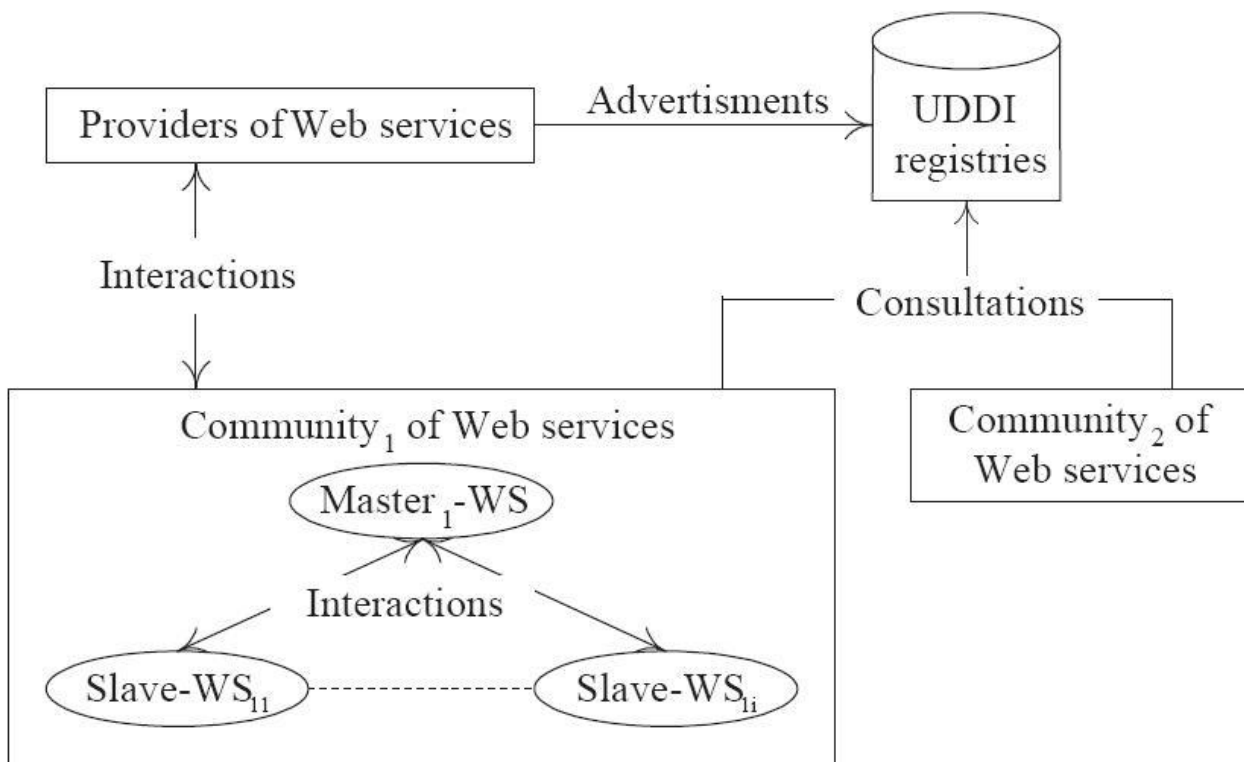 Providers of Web services
Advertisments
UDDI
registries
Interactions
Consultations
Community₁ of Web services
Community₂ of
Web services
Master₁-WS
Interactions
Slave-WS₁₁
Slave-WS₁ᵢ